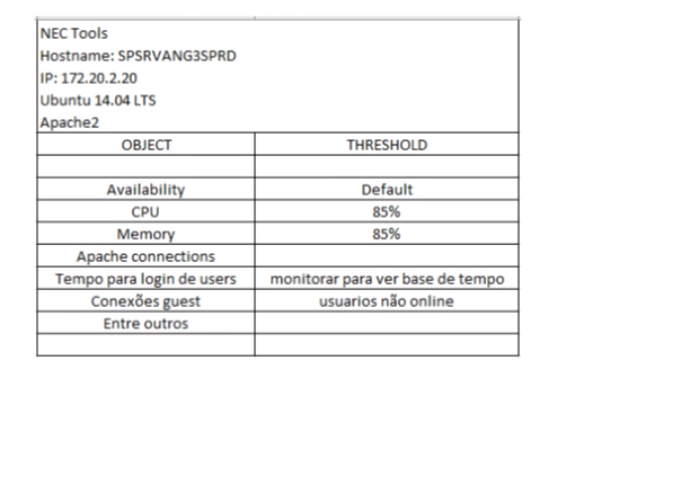 NEC Tools
Hostname: SPSRVANG3SPRD
IP: 172.20.2.20
Ubuntu 14.04 LTS
Apache2
OBJECT THRESHOLD
Availability Default
CPU 85%
Memory 85%
Apache connections
Tempo para login de users monitorar para ver base de tempo
Conexões guest usuarios não online
Entre outros